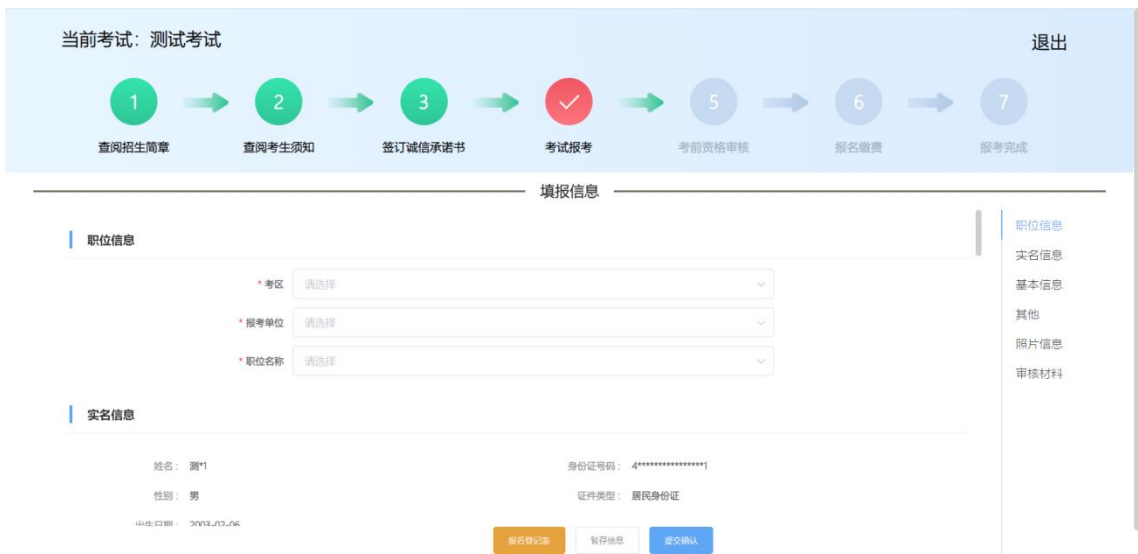 当前考试：测试考试
退出
1
2
3
5
6
7
查阅招生简章
查阅考生须知
签订诚信承诺书
考试报考
考前资格审核
报名缴费
报考完成
填报信息
职位信息
* 考区 请选择
* 报考单位 请选择
* 职位名称 请选择
实名信息
姓名： 测*1
身份证号码： 4****************1
性别： 男
证件类型： 居民身份证
出生日期： 2003-02-06
报名登记表
暂存信息
提交确认
职位信息
实名信息
基本信息
其他
照片信息
审核材料